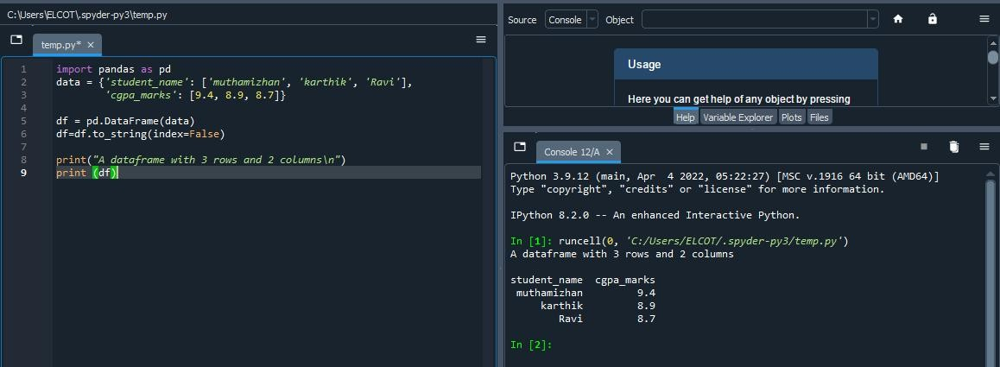 C:\Users\ELCOT\.spyder-py3\temp.py
temp.py*
1 import pandas as pd
2 data = {'student_name': ['muthamizhan', 'karthik', 'Ravi'],
3 'cgpa_marks': [9.4, 8.9, 8.7]}
4
5 df = pd.DataFrame(data)
6 df=df.to_string(index=False)
7
8 print("A dataframe with 3 rows and 2 columns\n")
9 print (df)
Source Console Object
Usage
Here you can get help of any object by pressing
Help Variable Explorer Plots Files
Console 12/A
Python 3.9.12 (main, Apr  4 2022, 05:22:27) [MSC v.1916 64 bit (AMD64)]
Type "copyright", "credits" or "license" for more information.
IPython 8.2.0 -- An enhanced Interactive Python.
In [1]: runcell(0, 'C:/Users/ELCOT/.spyder-py3/temp.py')
A dataframe with 3 rows and 2 columns
student_name  cgpa_marks
muthamizhan 9.4
karthik 8.9
Ravi 8.7
In [2]: